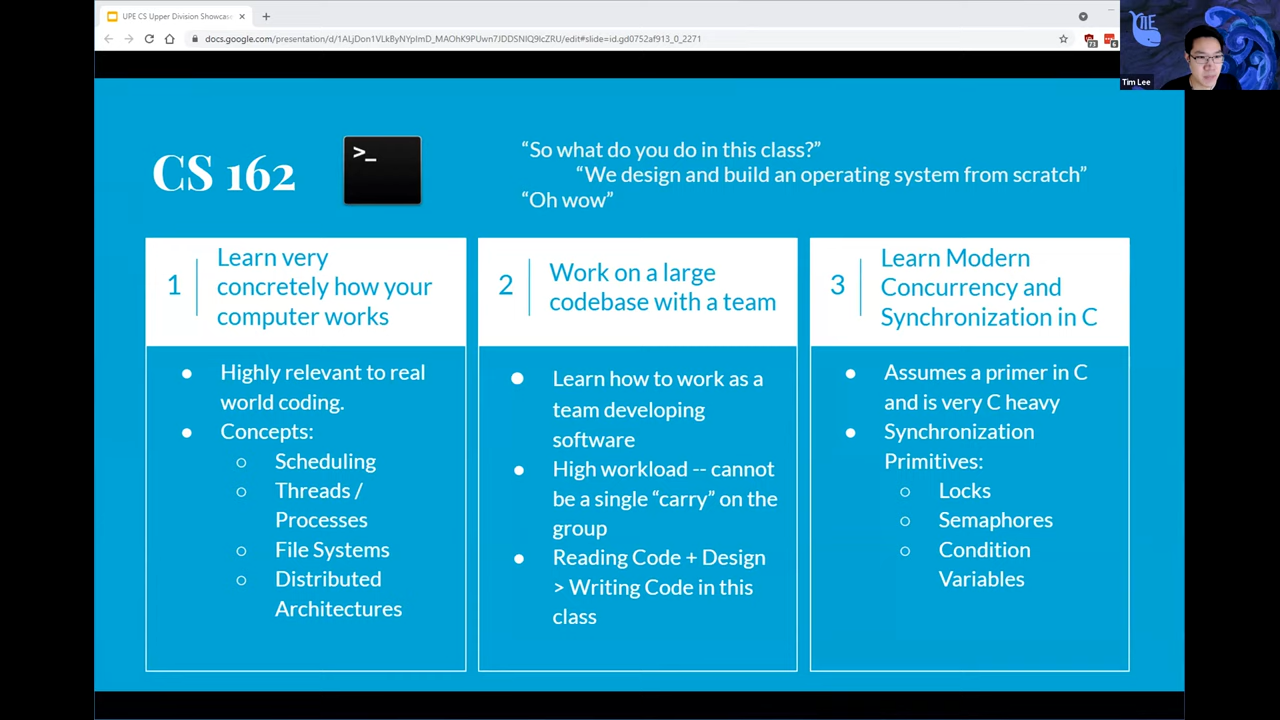 UPE CS Upper Division Showcase
docs.google.com/presentation/d/1ALjDon1VLkByNYpImD_MAOhK9PUwn7JDDSNIQ9lcZRU/edit#slide=id.gd0752af913_0_2271
73
6
Tim Lee
CS 162
>_
“So what do you do in this class?”
“We design and build an operating system from scratch”
“Oh wow”
1
Learn very
concretely how your
computer works
● Highly relevant to real
world coding.
● Concepts:
○ Scheduling
○ Threads /
Processes
○ File Systems
○ Distributed
Architectures
2
Work on a large
codebase with a team
● Learn how to work as a
team developing
software
● High workload -- cannot
be a single “carry” on the
group
● Reading Code + Design
> Writing Code in this
class
3
Learn Modern
Concurrency and
Synchronization in C
● Assumes a primer in C
and is very C heavy
● Synchronization
Primitives:
○ Locks
○ Semaphores
○ Condition
Variables